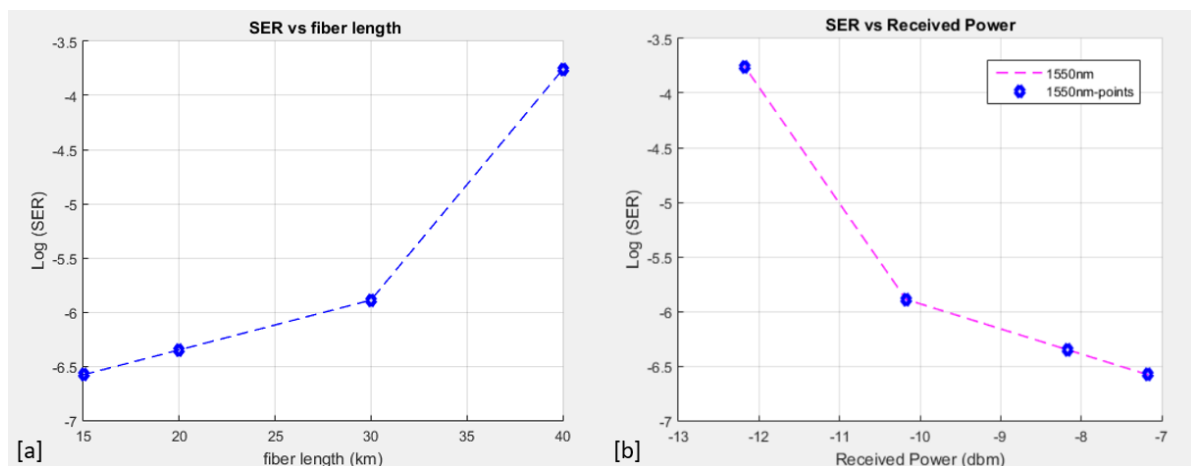 SER vs fiber length
-3.5
-4
-4.5
-5
-5.5
-6
-6.5
-7
Log (SER)
15
20
25
30
35
40
fiber length (km)
[a]
SER vs Received Power
-3.5
-4
-4.5
-5
-5.5
-6
-6.5
-7
Log (SER)
1550nm
1550nm-points
-13
-12
-11
-10
-9
-8
-7
Received Power (dbm)
[b]